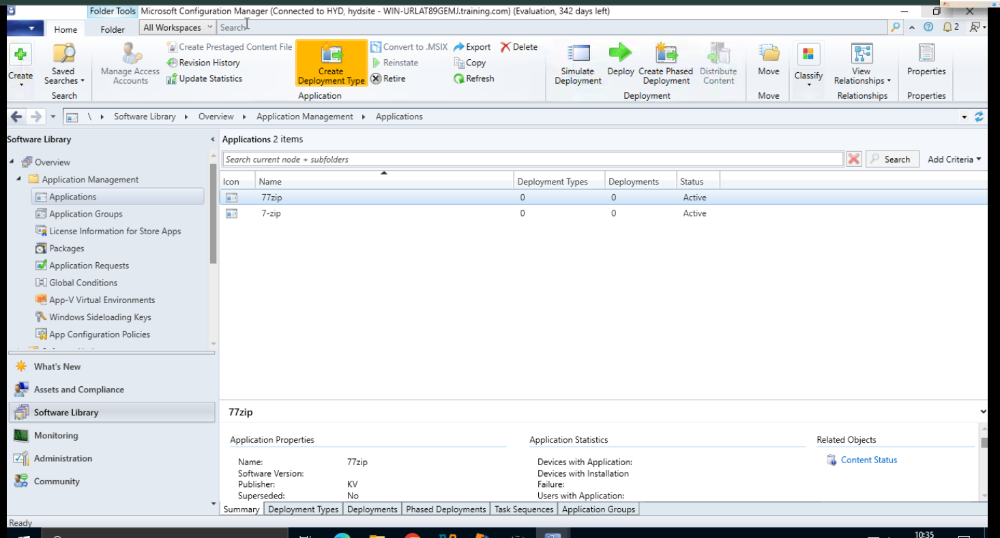 Folder Tools Microsoft Configuration Manager (Connected to HYD, hydsite - WIN-URLAT89GEMJ.training.com) (Evaluation, 342 days left)
Home Folder All Workspaces Search
2
Create
Saved Searches
Search
Manage Access Accounts
Create Prestaged Content File
Revision History
Update Statistics
Create Deployment Type
Convert to .MSIX
Reinstate
Retire
Export
Copy
Refresh
Delete
Application
Simulate Deployment
Deploy
Create Phased Deployment
Distribute Content
Deployment
Move
Move
Classify
View Relationships
Relationships
Properties
Properties
\ Software Library Overview Application Management Applications
Software Library
Overview
Application Management
Applications
Application Groups
License Information for Store Apps
Packages
Application Requests
Global Conditions
App-V Virtual Environments
Windows Sideloading Keys
App Configuration Policies
What's New
Assets and Compliance
Software Library
Monitoring
Administration
Community
Applications 2 items
Search current node + subfolders Search Add Criteria
Icon Name Deployment Types Deployments Status
77zip 0 0 Active
7-zip 0 0 Active
77zip
Application Properties
Name: 77zip
Software Version:
Publisher: KV
Superseded: No
Application Statistics
Devices with Application:
Devices with Installation
Failure:
Users with Application:
Related Objects
Content Status
Summary Deployment Types Deployments Phased Deployments Task Sequences Application Groups
Ready
10:35